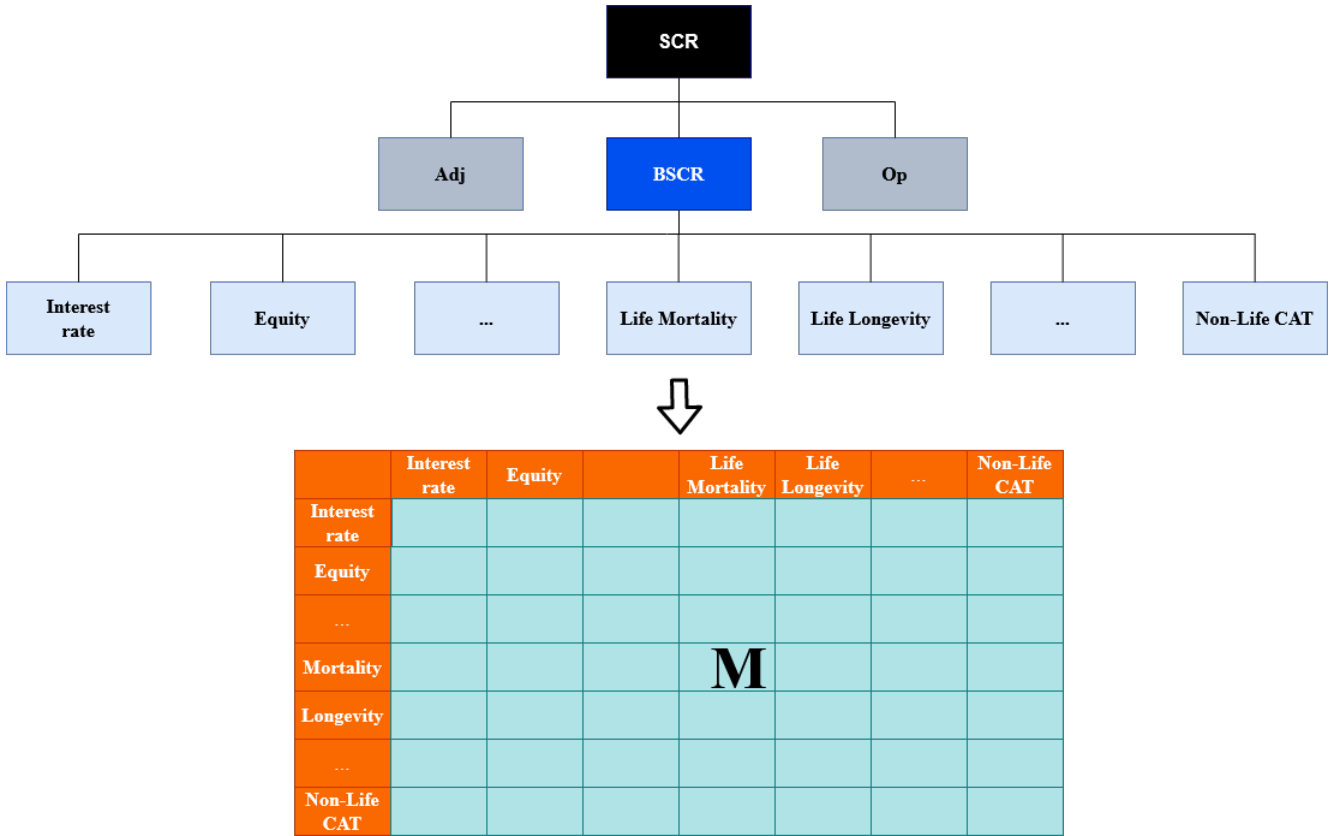 SCR
Adj
BSCR
Op
Interest
rate
Equity
...
Life Mortality
Life Longevity
...
Non-Life CAT
Interest
rate
Equity
Life
Mortality
Life
Longevity
...
Non-Life
CAT
Interest
rate
Equity
...
Mortality
M
Longevity
...
Non-Life
CAT